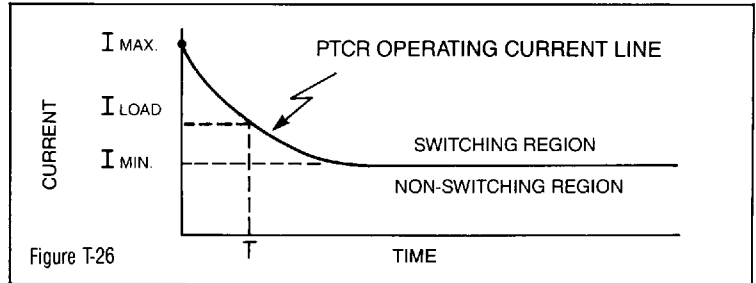 I MAX.
PTCR OPERATING CURRENT LINE
I LOAD
CURRENT
SWITCHING REGION
I MIN.
NON-SWITCHING REGION
Figure T-26
T
TIME